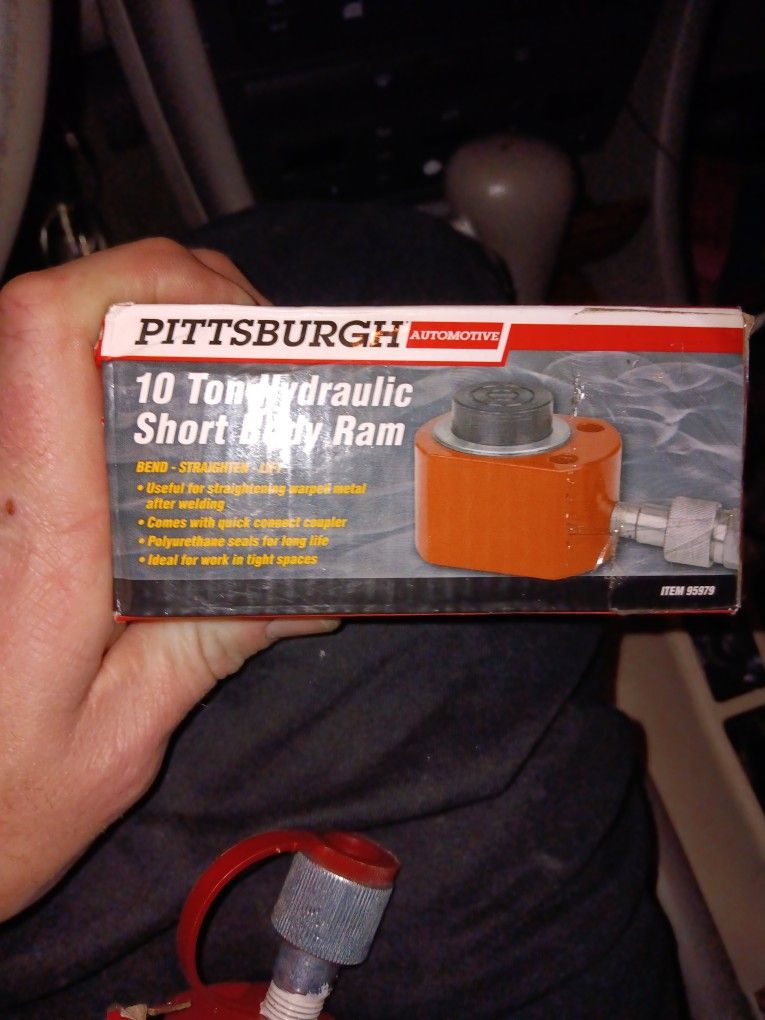 PITTSBURGH AUTOMOTIVE
10 Ton Hydraulic
Short Body Ram
BEND - STRAIGHTEN - LIFT
• Useful for straightening warped metal
after welding
• Comes with quick connect coupler
• Polyurethane seals for long life
• Ideal for work in tight spaces
ITEM 95979